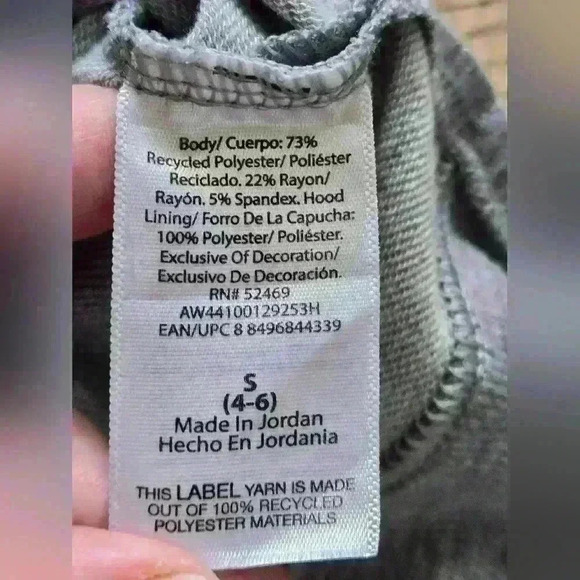 Body/ Cuerpo: 73%
Recycled Polyester/ Poliéster
Reciclado. 22% Rayon/
Rayón. 5% Spandex. Hood
Lining/ Forro De La Capucha:
100% Polyester/ Poliéster.
Exclusive Of Decoration/
Exclusivo De Decoración.
RN# 52469
AW44100129253H
EAN/UPC 8 8496844339
S
(4-6)
Made In Jordan
Hecho En Jordania
THIS LABEL YARN IS MADE
OUT OF 100% RECYCLED
POLYESTER MATERIALS